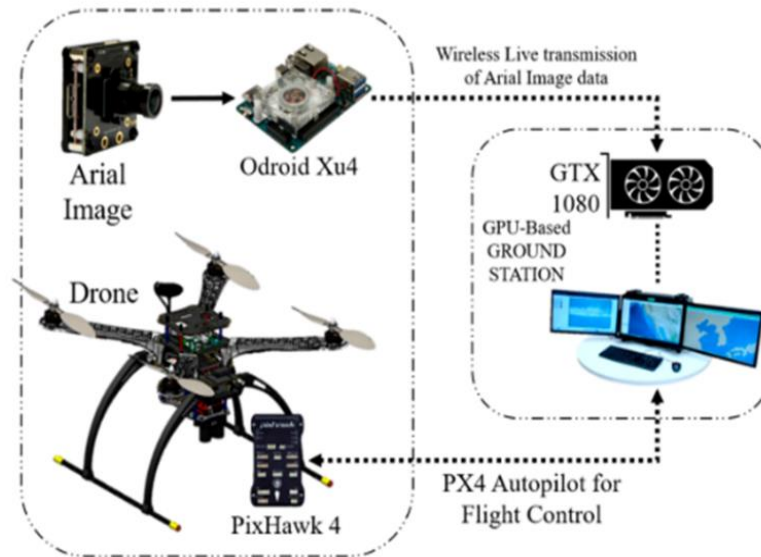 Wireless Live transmission
of Arial Image data
Arial
Image
Odroid Xu4
GTX
1080
GPU-Based
GROUND
STATION
Drone
pixhawk
PixHawk 4
PX4 Autopilot for
Flight Control